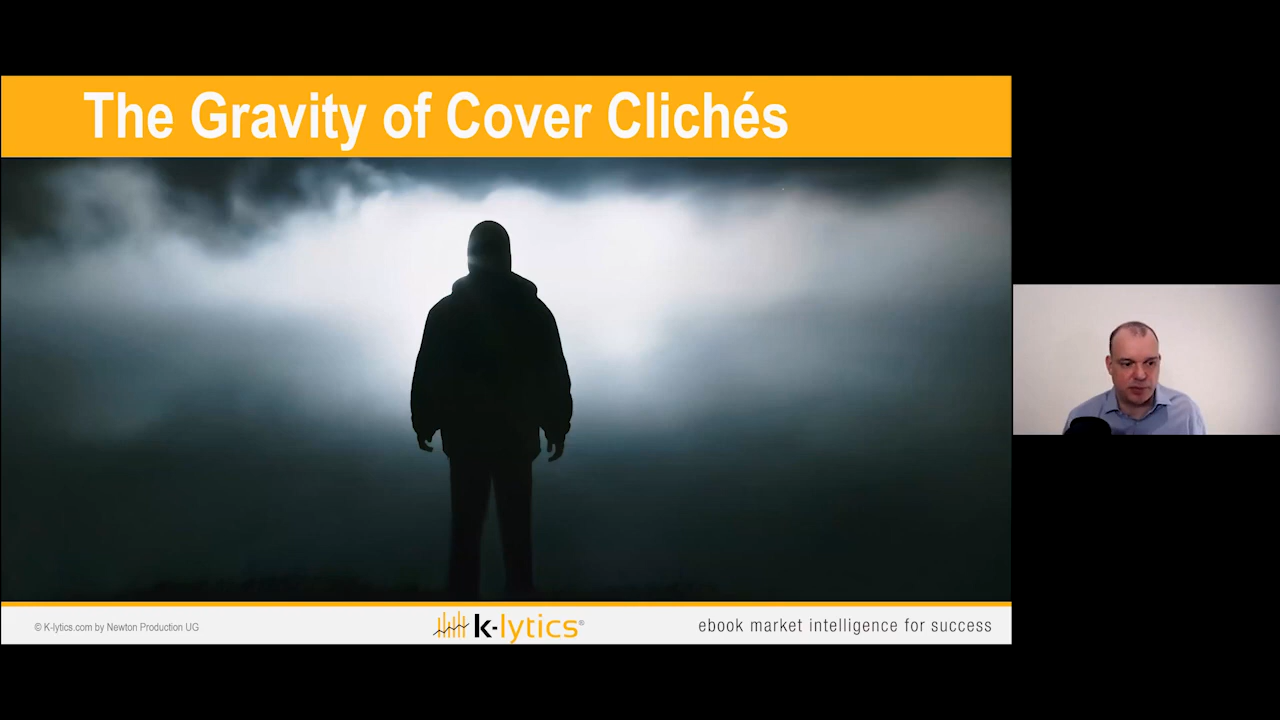 The Gravity of Cover Clichés
© K-lytics.com by Newton Production UG
k-lytics®
ebook market intelligence for success